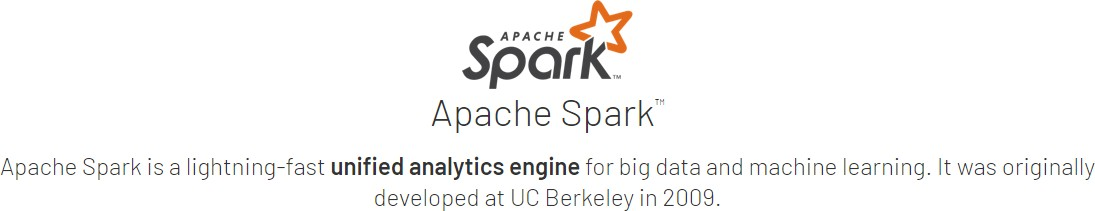 APACHE
Spark™
Apache Spark™
Apache Spark is a lightning-fast unified analytics engine for big data and machine learning. It was originally
developed at UC Berkeley in 2009.